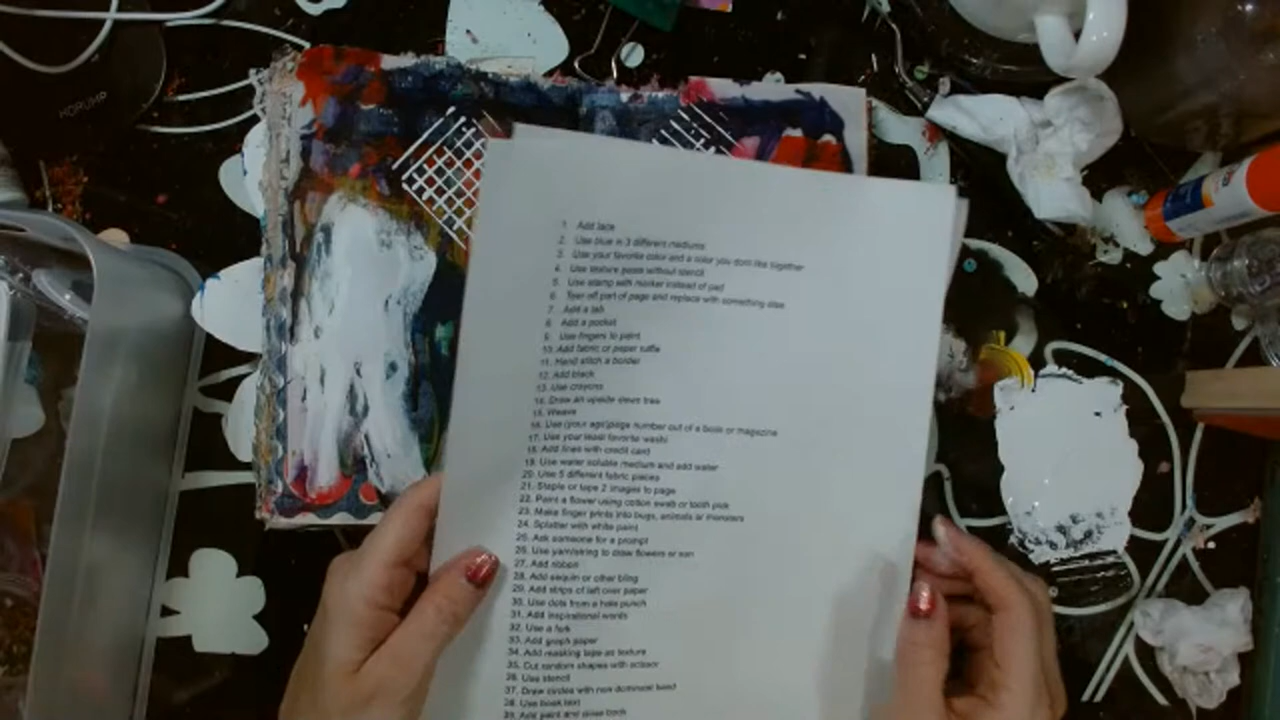 KORUMP
1. Add lace
2. Use blue in 3 different mediums
3. Use your favorite color and a color you dont like together
4. Use texture paste without stencil
5. Use stamp with marker instead of pad
6. Tear off part of page and replace with something else
7. Add a tab
8. Add a pocket
9. Use fingers to paint
10. Add fabric or paper ruffle
11. Hand stitch a border
12. Add black
13. Use crayons
14. Draw an upside down tree
15. Weave
16. Use (your age)page number out of a book or magazine
17. Use your least favorite washi
18. Add lines with credit card
19. Use water soluble medium and add water
20. Use 5 different fabric pieces
21. Staple or tape 2 images to page
22. Paint a flower using cotton swab or tooth pick
23. Make finger prints into bugs, animals or monsters
24. Splatter with white paint
25. Ask someone for a prompt
26. Use yarn/string to draw flowers or sun
27. Add ribbon
28. Add sequin or other bling
29. Add strips of left over paper
30. Use dots from a hole punch
31. Add inspirational words
32. Use a fork
33. Add graph paper
34. Add masking tape as texture
35. Cut random shapes with scissor
36. Use stencil
37. Draw circles with non dominant hand
38. Use book text
39. Add paint and